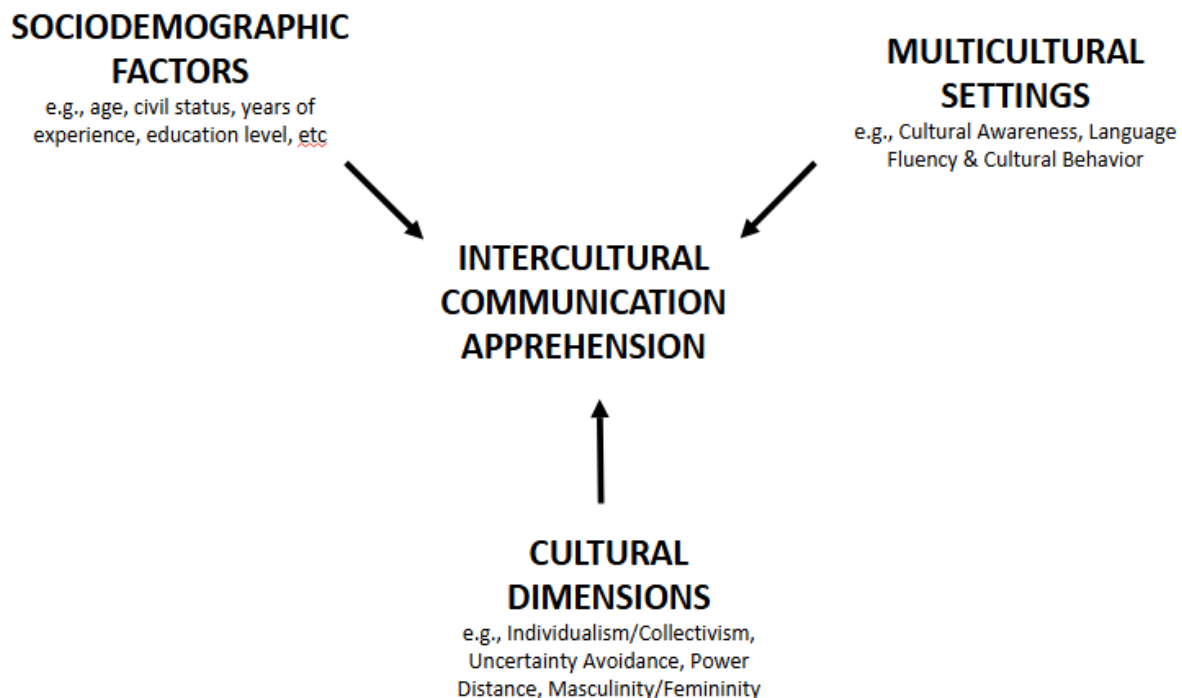 SOCIODEMOGRAPHIC
FACTORS
e.g., age, civil status, years of
experience, education level, etc
MULTICULTURAL
SETTINGS
e.g., Cultural Awareness, Language
Fluency & Cultural Behavior
INTERCULTURAL
COMMUNICATION
APPREHENSION
CULTURAL
DIMENSIONS
e.g., Individualism/Collectivism,
Uncertainty Avoidance, Power
Distance, Masculinity/Femininity